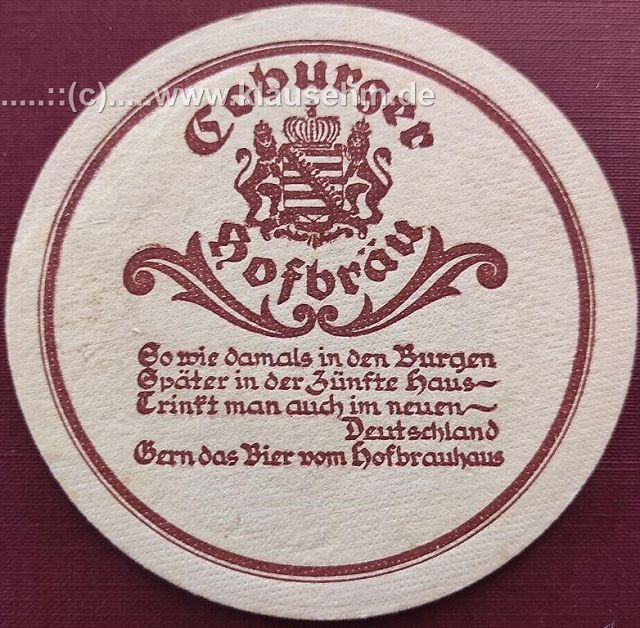 .....::(c).....www.klausehm.de
Coburger
Hofbräu
So wie damals in den Burgen
Später in der Zünfte Haus~
Trinkt man auch im neuen~
Deutschland
Gern das Bier vom Hofbrauhaus